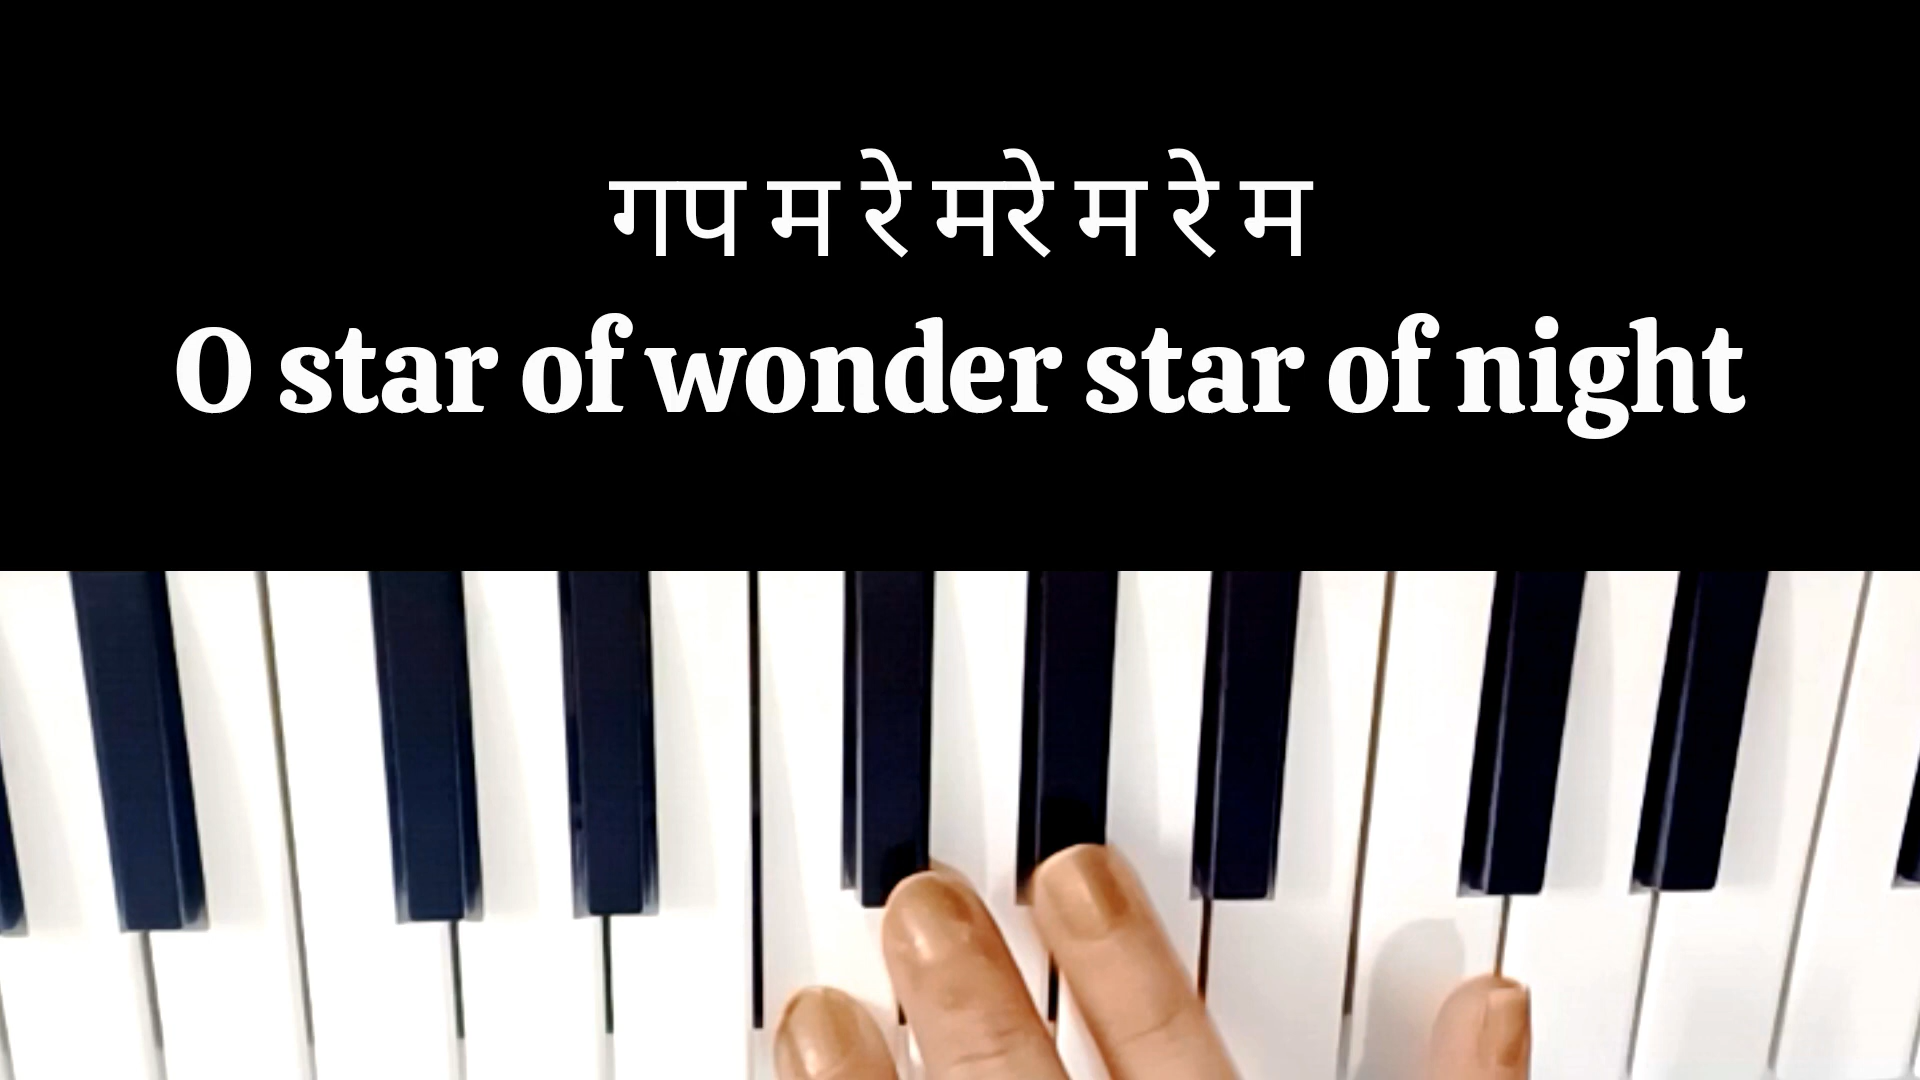 गप म रे मरे म रे म
O star of wonder star of night